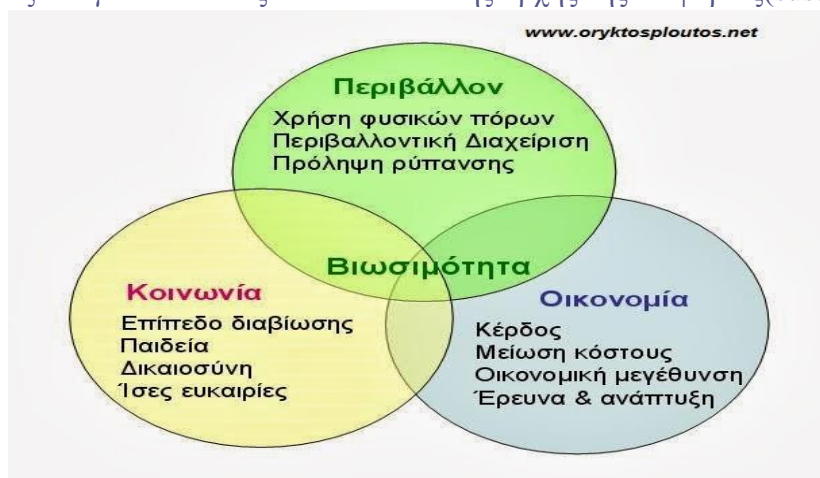 www.oryktosploutos.net
Περιβάλλον
Χρήση φυσικών πόρων
Περιβαλλοντική Διαχείριση
Πρόληψη ρύπανσης
Βιωσιμότητα
Κοινωνία
Επίπεδο διαβίωσης
Παιδεία
Δικαιοσύνη
Ίσες ευκαιρίες
Οικονομία
Κέρδος
Μείωση κόστους
Οικονομική μεγέθυνση
Έρευνα & ανάπτυξη